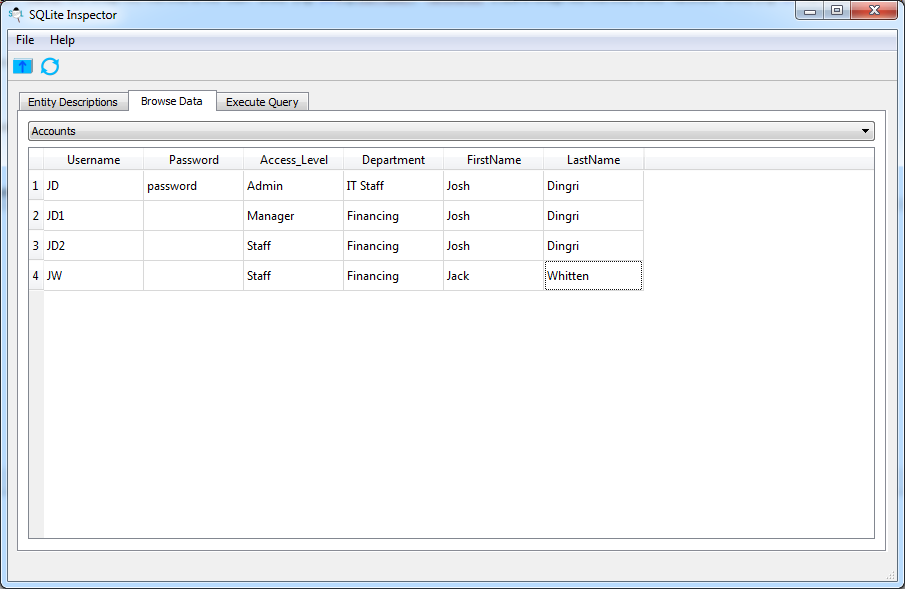 SQLite Inspector
File Help
Entity Descriptions Browse Data Execute Query
Accounts
Username Password Access_Level Department FirstName LastName
1 JD password Admin IT Staff Josh Dingri
2 JD1 Manager Financing Josh Dingri
3 JD2 Staff Financing Josh Dingri
4 JW Staff Financing Jack Whitten